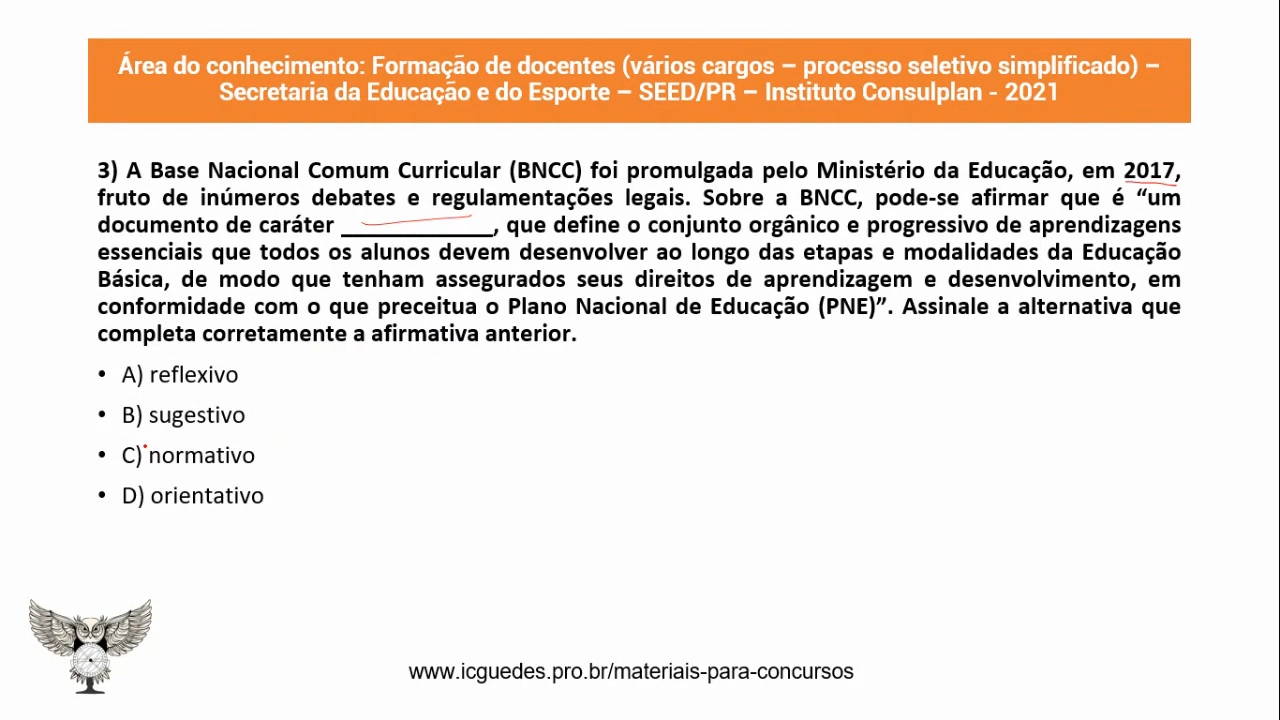 Área do conhecimento: Formação de docentes (vários cargos – processo seletivo simplificado) –
Secretaria da Educação e do Esporte – SEED/PR – Instituto Consulplan - 2021
3) A Base Nacional Comum Curricular (BNCC) foi promulgada pelo Ministério da Educação, em 2017,
fruto de inúmeros debates e regulamentações legais. Sobre a BNCC, pode-se afirmar que é “um
documento de caráter _____________, que define o conjunto orgânico e progressivo de aprendizagens
essenciais que todos os alunos devem desenvolver ao longo das etapas e modalidades da Educação
Básica, de modo que tenham assegurados seus direitos de aprendizagem e desenvolvimento, em
conformidade com o que preceitua o Plano Nacional de Educação (PNE)”. Assinale a alternativa que
completa corretamente a afirmativa anterior.
• A) reflexivo
• B) sugestivo
• C) normativo
• D) orientativo
www.icguedes.pro.br/materiais-para-concursos